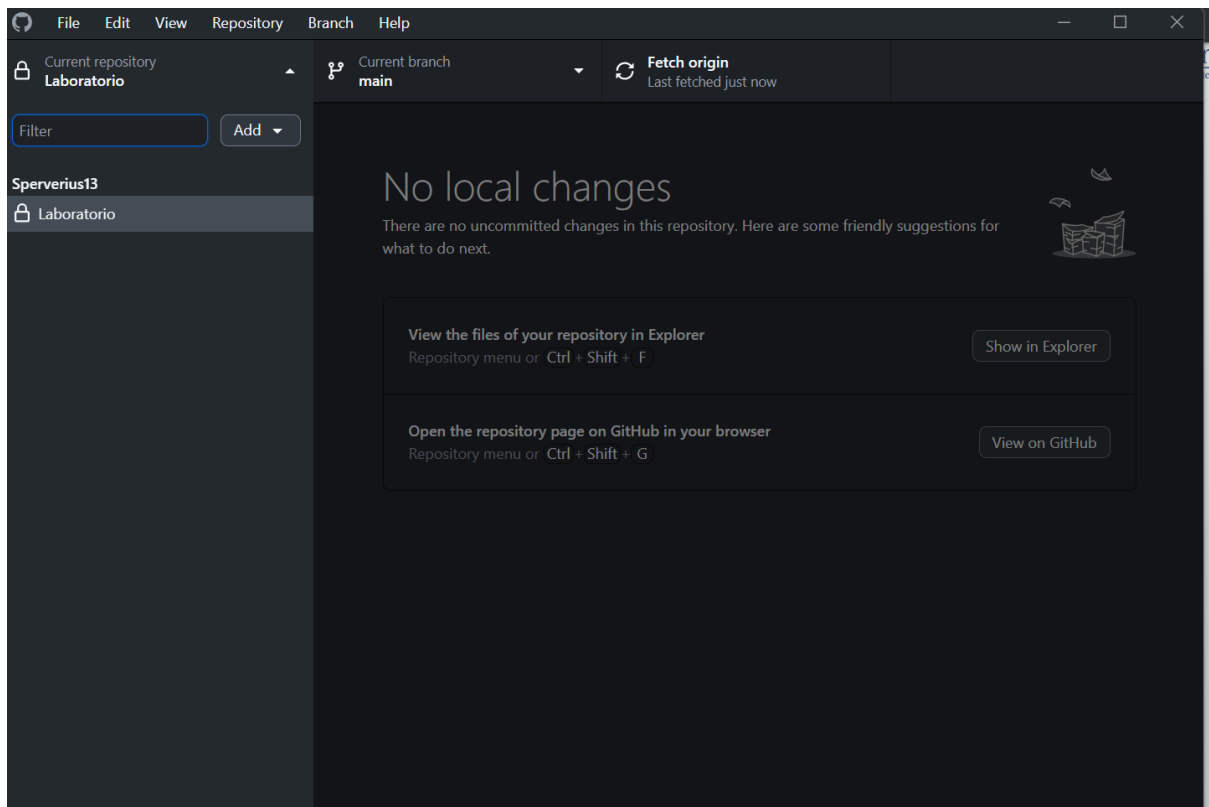 File Edit View Repository Branch Help
Current repository
Laboratorio
Current branch
main
Fetch origin
Last fetched just now
Filter
Add
Sperverius13
Laboratorio
No local changes
There are no uncommitted changes in this repository. Here are some friendly suggestions for
what to do next.
View the files of your repository in Explorer
Repository menu or Ctrl + Shift + F
Show in Explorer
Open the repository page on GitHub in your browser
Repository menu or Ctrl + Shift + G
View on GitHub